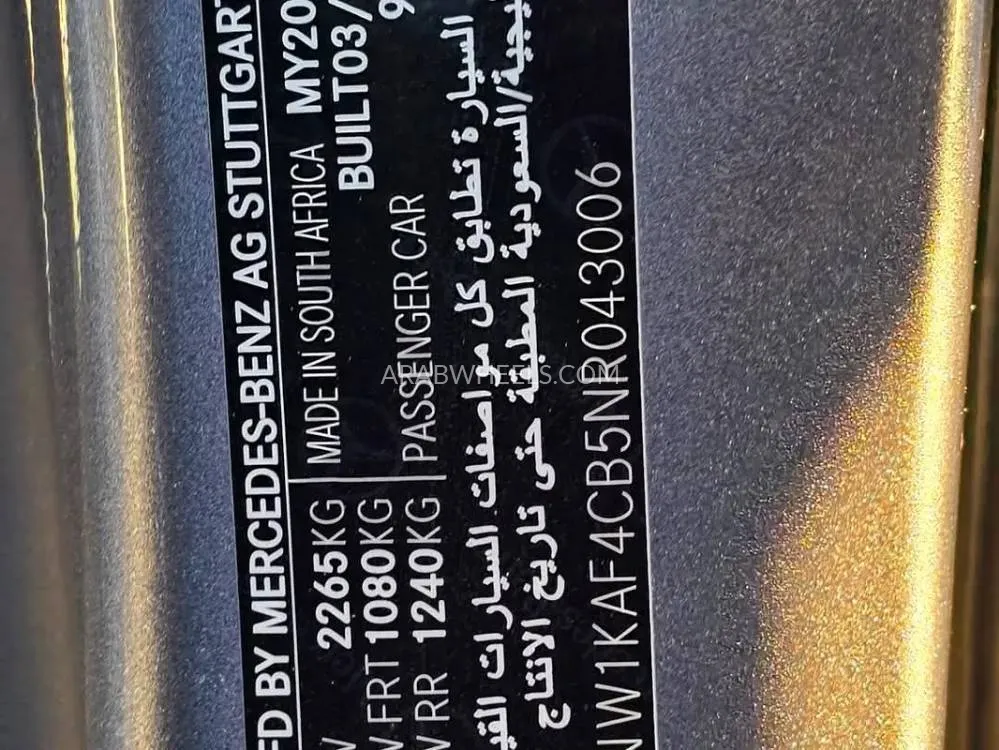 FD BY MERCEDES-BENZ AG STUTTGART
2265KG MADE IN SOUTH AFRICA MY20
BUILT03/
FRT 1080KG
RR 1240KG PASSENGER CAR
السيارة تطابق كل مواصفات السيارات
/السعودية المطبقة حتى تاريخ الانتاج
W1KAF4CB5NR043006
ARABWHEELS.COM